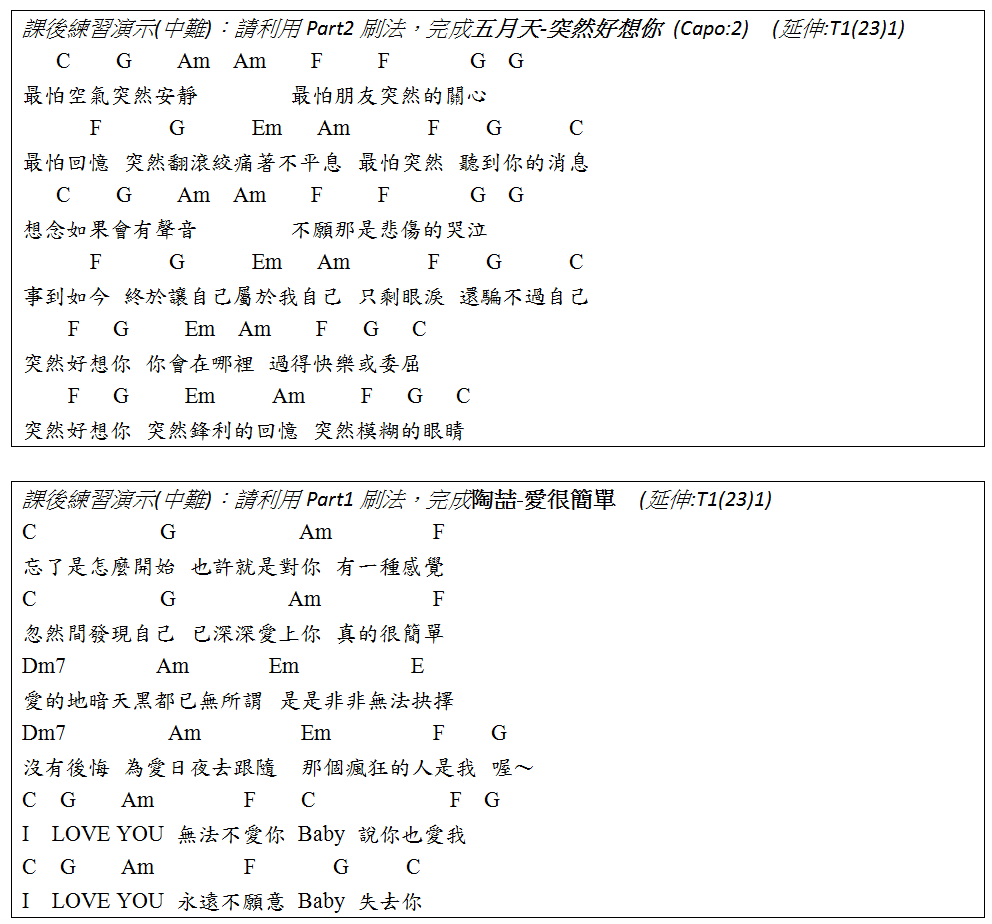 課後練習演示(中難)：請利用 Part2 刷法，完成五月天-突然好想你 (Capo:2) (延伸:T1(23)1)
C G Am Am F F G G
最怕空氣突然安靜 最怕朋友突然的關心
F G Em Am F G C
最怕回憶 突然翻滾絞痛著不平息 最怕突然 聽到你的消息
C G Am Am F F G G
想念如果會有聲音 不願那是悲傷的哭泣
F G Em Am F G C
事到如今 終於讓自己屬於我自己 只剩眼淚 還騙不過自己
F G Em Am F G C
突然好想你 你會在哪裡 過得快樂或委屈
F G Em Am F G C
突然好想你 突然鋒利的回憶 突然模糊的眼睛
課後練習演示(中難)：請利用 Part1 刷法，完成陶喆-愛很簡單 (延伸:T1(23)1)
C G Am F
忘了是怎麼開始 也許就是對你 有一種感覺
C G Am F
忽然間發現自己 已深深愛上你 真的很簡單
Dm7 Am Em E
愛的地暗天黑都已無所謂 是是非非無法抉擇
Dm7 Am Em F G
沒有後悔 為愛日夜去跟隨 那個瘋狂的人是我 喔～
C G Am F C F G
I LOVE YOU 無法不愛你 Baby 說你也愛我
C G Am F G C
I LOVE YOU 永遠不願意 Baby 失去你